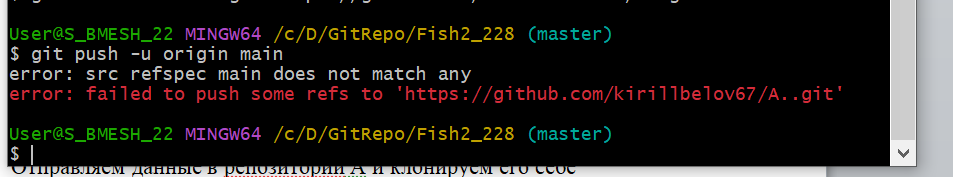 User@S_BMESH_22 MINGW64 /c/D/GitRepo/Fish2_228 (master)
$ git push -u origin main
error: src refspec main does not match any
error: failed to push some refs to 'https://github.com/kirillbelov67/A..git'
User@S_BMESH_22 MINGW64 /c/D/GitRepo/Fish2_228 (master)
$
Отправляем данные в репозиторий А и клонируем его себе